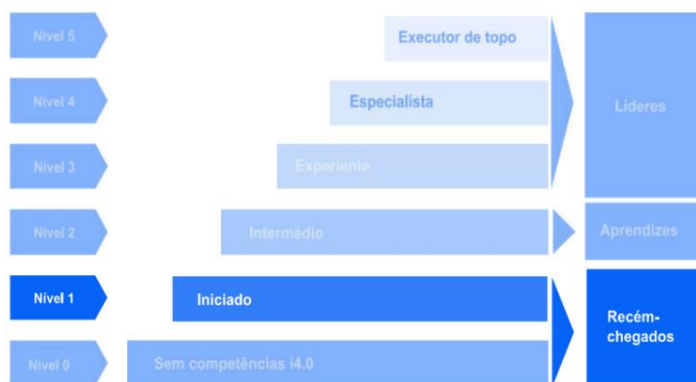 Nível 5
Executor de topo
Nível 4
Especialista
Líderes
Nível 3
Experiente
Nível 2
Intermédio
Aprendizes
Nível 1
Iniciado
Recém-
chegados
Nível 0
Sem competências i4.0